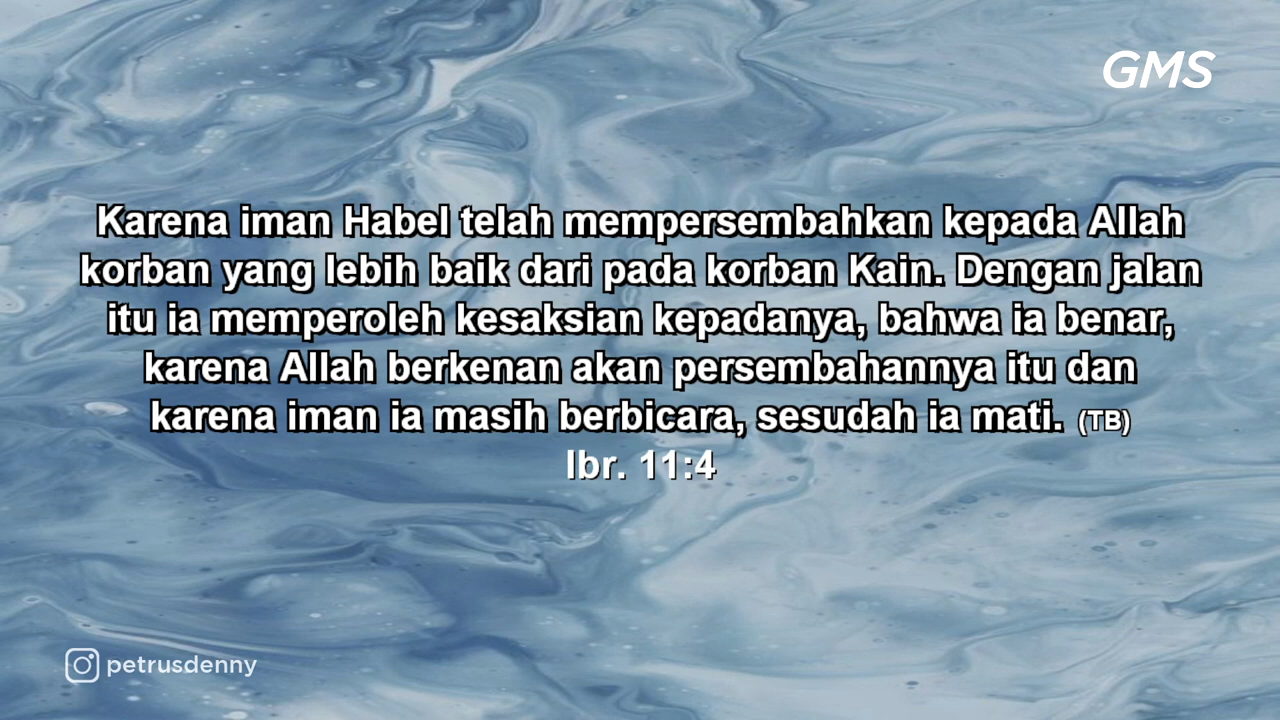 GMS
Karena iman Habel telah mempersembahkan kepada Allah
korban yang lebih baik dari pada korban Kain. Dengan jalan
itu ia memperoleh kesaksian kepadanya, bahwa ia benar,
karena Allah berkenan akan persembahannya itu dan
karena iman ia masih berbicara, sesudah ia mati. (TB)
Ibr. 11:4
petrusdenny